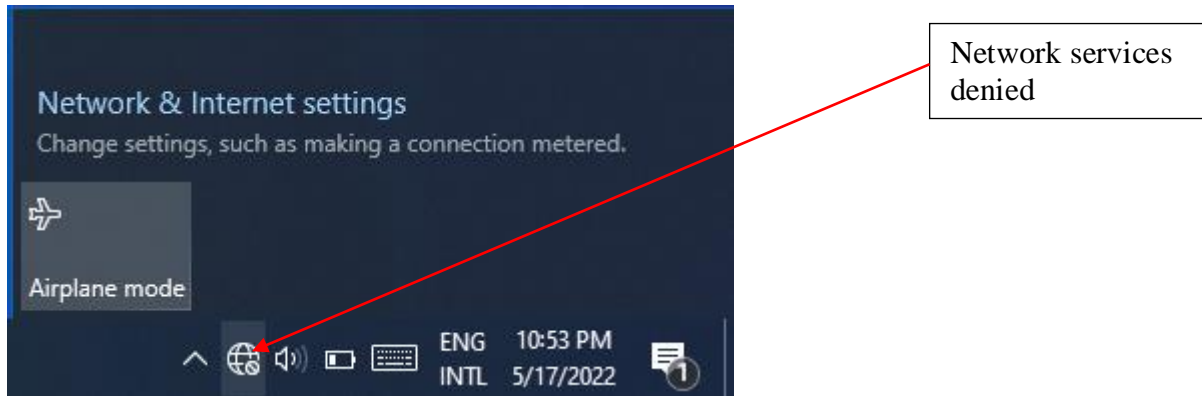 Network services
denied
Network & Internet settings
Change settings, such as making a connection metered.
Airplane mode
ENG 10:53 PM
INTL 5/17/2022
1